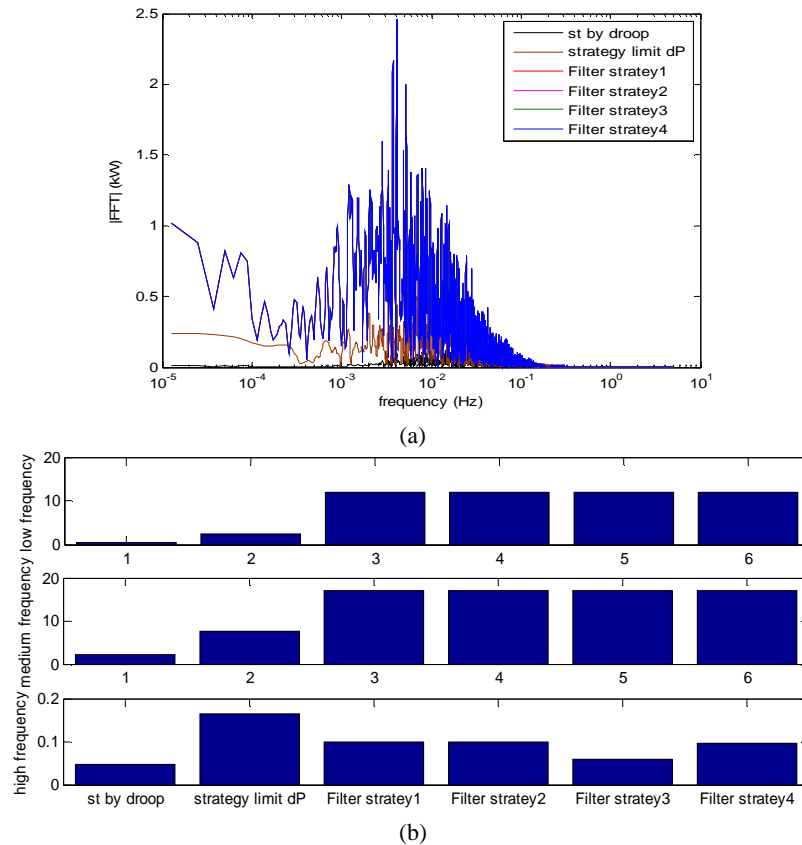 2.5
2
1.5
1
0.5
0
|FFT| (kW)
st by droop
strategy limit dP
Filter stratey1
Filter stratey2
Filter stratey3
Filter stratey4
10^-5 10^-4 10^-3 10^-2 10^-1 10^0 10^1
frequency (Hz)
(a)
low frequency
20
10
0
1 2 3 4 5 6
medium frequency
20
10
0
1 2 3 4 5 6
high frequency
0.2
0.1
0
st by droop strategy limit dP Filter stratey1 Filter stratey2 Filter stratey3 Filter stratey4
(b)